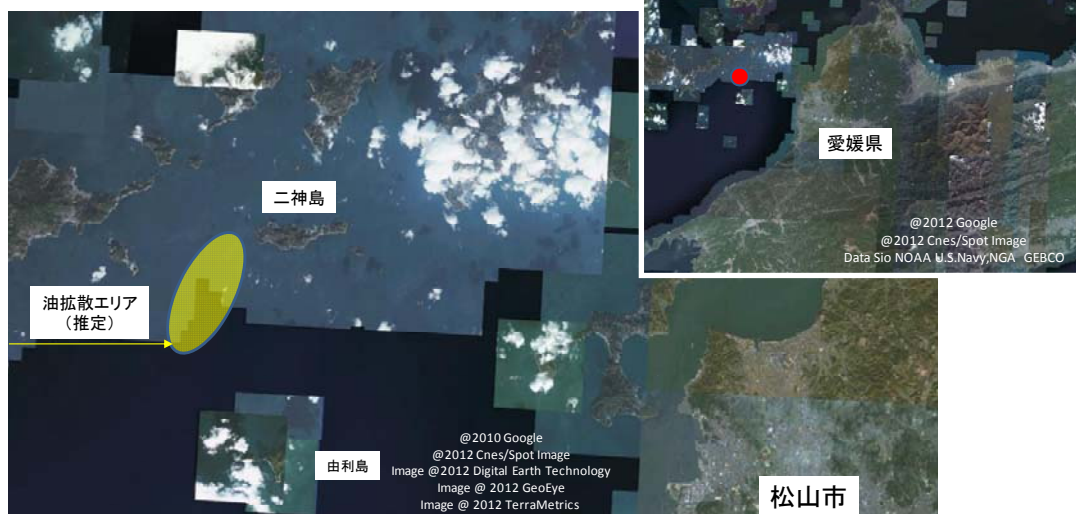 二神島
油拡散エリア
（推定）
由利島
@2010 Google
@2012 Cnes/Spot Image
Image @2012 Digital Earth Technology
Image @ 2012 GeoEye
Image @ 2012 TerraMetrics
松山市
愛媛県
@2012 Google
@2012 Cnes/Spot Image
Data Sio NOAA U.S.Navy,NGA GEBCO